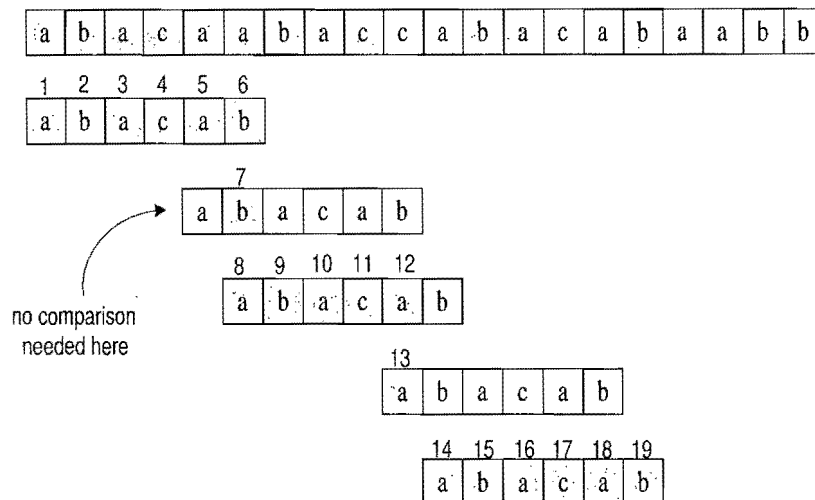 a b a c a a b a c c a b a c a b a a b b
1 2 3 4 5 6
a b a c a b
7
a b a c a b
8 9 10 11 12
a b a c a b
no comparison
needed here
13
a b a c a b
14 15 16 17 18 19
a b a c a b